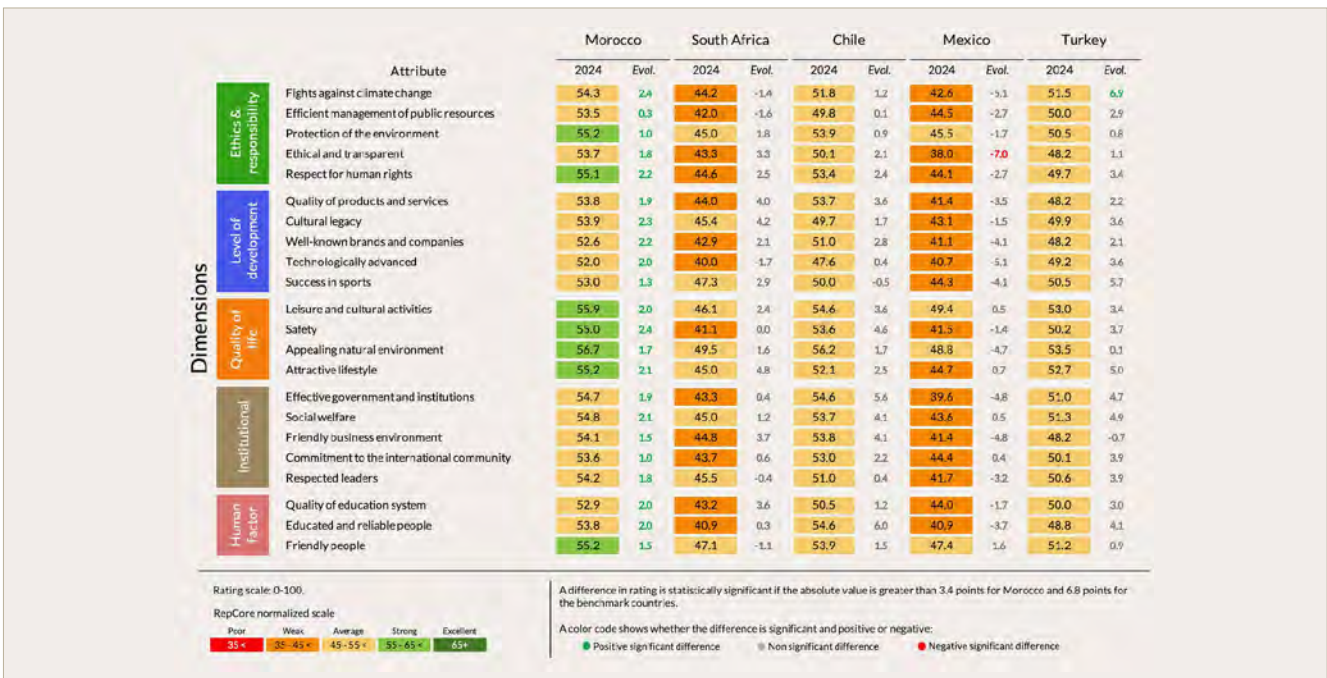 Morocco South Africa Chile Mexico Turkey
Attribute 2024 Evol. 2024 Evol. 2024 Evol. 2024 Evol. 2024 Evol.
Dimensions
Ethics & responsibility
Fights against climate change 54.3 2.4 44.2 -1.4 51.8 1.2 42.6 -5.1 51.5 6.9
Efficient management of public resources 53.5 0.3 42.0 -1.6 49.8 0.1 44.5 -2.7 50.0 2.9
Protection of the environment 55.2 1.0 45.0 1.8 53.9 0.9 45.5 -1.7 50.5 0.8
Ethical and transparent 53.7 1.8 43.3 3.3 50.1 2.1 38.0 -7.0 48.2 1.1
Respect for human rights 55.1 2.2 44.6 2.5 53.4 2.4 44.1 -2.7 49.7 3.4
Level of development
Quality of products and services 53.8 1.9 44.0 4.0 53.7 3.6 41.4 -3.5 48.2 2.2
Cultural legacy 53.9 2.3 45.4 4.2 49.7 1.7 43.1 -1.5 49.9 3.6
Well-known brands and companies 52.6 2.2 42.9 2.1 51.0 2.8 41.1 -4.1 48.2 2.1
Technologically advanced 52.0 2.0 40.0 -1.7 47.6 0.4 40.7 -5.1 49.2 3.6
Success in sports 53.0 1.3 47.3 2.9 50.0 -0.5 44.3 -4.1 50.5 5.7
Quality of life
Leisure and cultural activities 55.9 2.0 46.1 2.4 54.6 3.6 49.4 0.5 53.0 3.4
Safety 55.0 2.4 41.1 0.0 53.6 4.6 41.5 -1.4 50.2 3.7
Appealing natural environment 56.7 1.7 49.5 1.6 56.2 1.7 48.8 -4.7 53.5 0.1
Attractive lifestyle 55.2 2.1 45.0 4.8 52.1 2.5 44.7 0.7 52.7 5.0
Institutional
Effective government and institutions 54.7 1.9 43.3 0.4 54.6 5.6 39.6 -4.8 51.0 4.7
Social welfare 54.8 2.1 45.0 1.2 53.7 4.1 43.6 0.5 51.3 4.9
Friendly business environment 54.1 1.5 44.8 3.7 53.8 4.1 41.4 -4.8 48.2 -0.7
Commitment to the international community 53.6 1.0 43.7 0.6 53.0 2.2 44.4 0.4 50.1 3.9
Respected leaders 54.2 1.8 45.5 -0.4 51.0 0.4 41.7 -3.2 50.6 3.9
Human factor
Quality of education system 52.9 2.0 43.2 3.6 50.5 1.2 44.0 -1.7 50.0 3.0
Educated and reliable people 53.8 2.0 40.9 0.3 54.6 6.0 40.9 -3.7 48.8 4.1
Friendly people 55.2 1.5 47.1 -1.1 53.9 1.5 47.4 1.6 51.2 0.9
Rating scale 0-100.
RepCore normalized scale
Poor Weak Average Strong Excellent
35 < 35 - 45 < 45 - 55 < 55 - 65 < 65+
A difference in rating is statistically significant if the absolute value is greater than 3.4 points for Morocco and 6.8 points for
the benchmark countries.
A color code shows whether the difference is significant and positive or negative:
Positive significant difference Non significant difference Negative significant difference